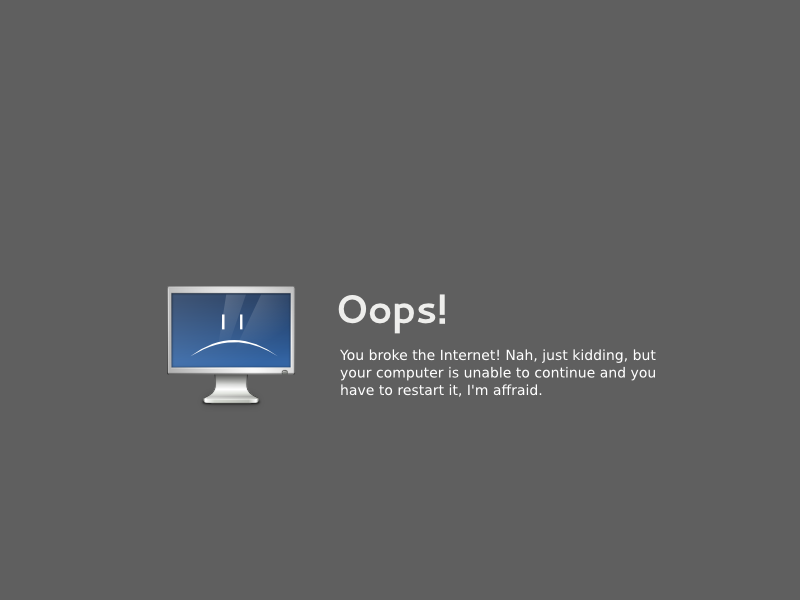 Oops!
You broke the Internet! Nah, just kidding, but
your computer is unable to continue and you
have to restart it, I'm affraid.